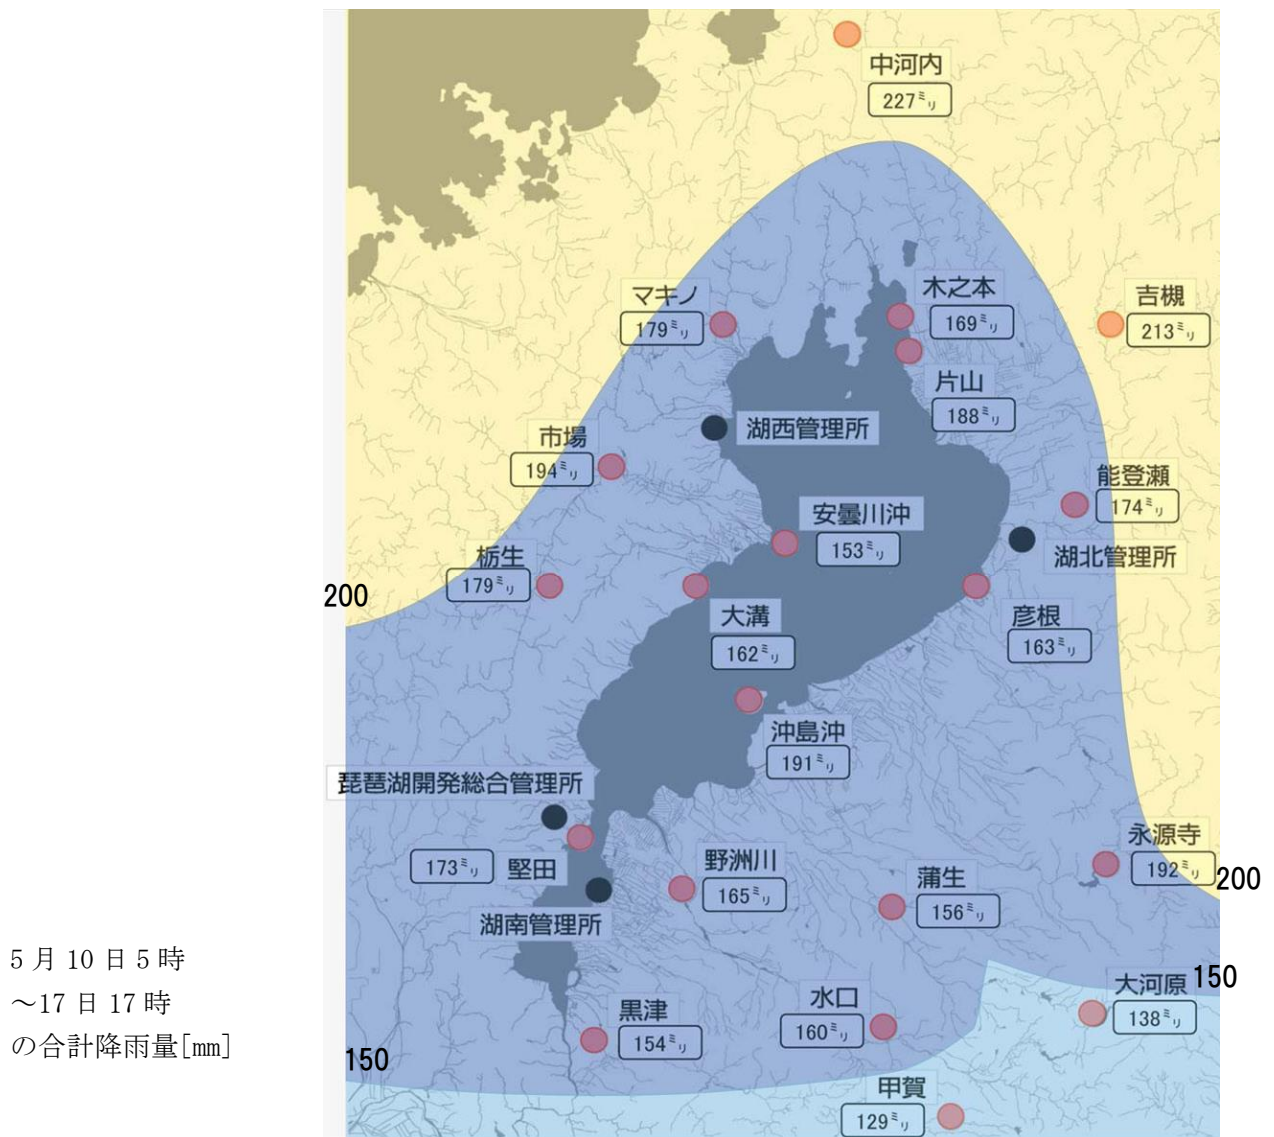 中河内
227ミリ
マキノ
179ミリ
木之本
169ミリ
吉槻
213ミリ
片山
188ミリ
湖西管理所
市場
194ミリ
能登瀬
174ミリ
安曇川沖
153ミリ
湖北管理所
栃生
179ミリ
200
大溝
162ミリ
彦根
163ミリ
沖島沖
191ミリ
琵琶湖開発総合管理所
173ミリ 堅田
野洲川
165ミリ
永源寺
192ミリ
200
蒲生
156ミリ
湖南管理所
5月10日5時
～17日17時
の合計降雨量[mm]
150
大河原
138ミリ
水口
160ミリ
黒津
154ミリ
150
甲賀
129ミリ